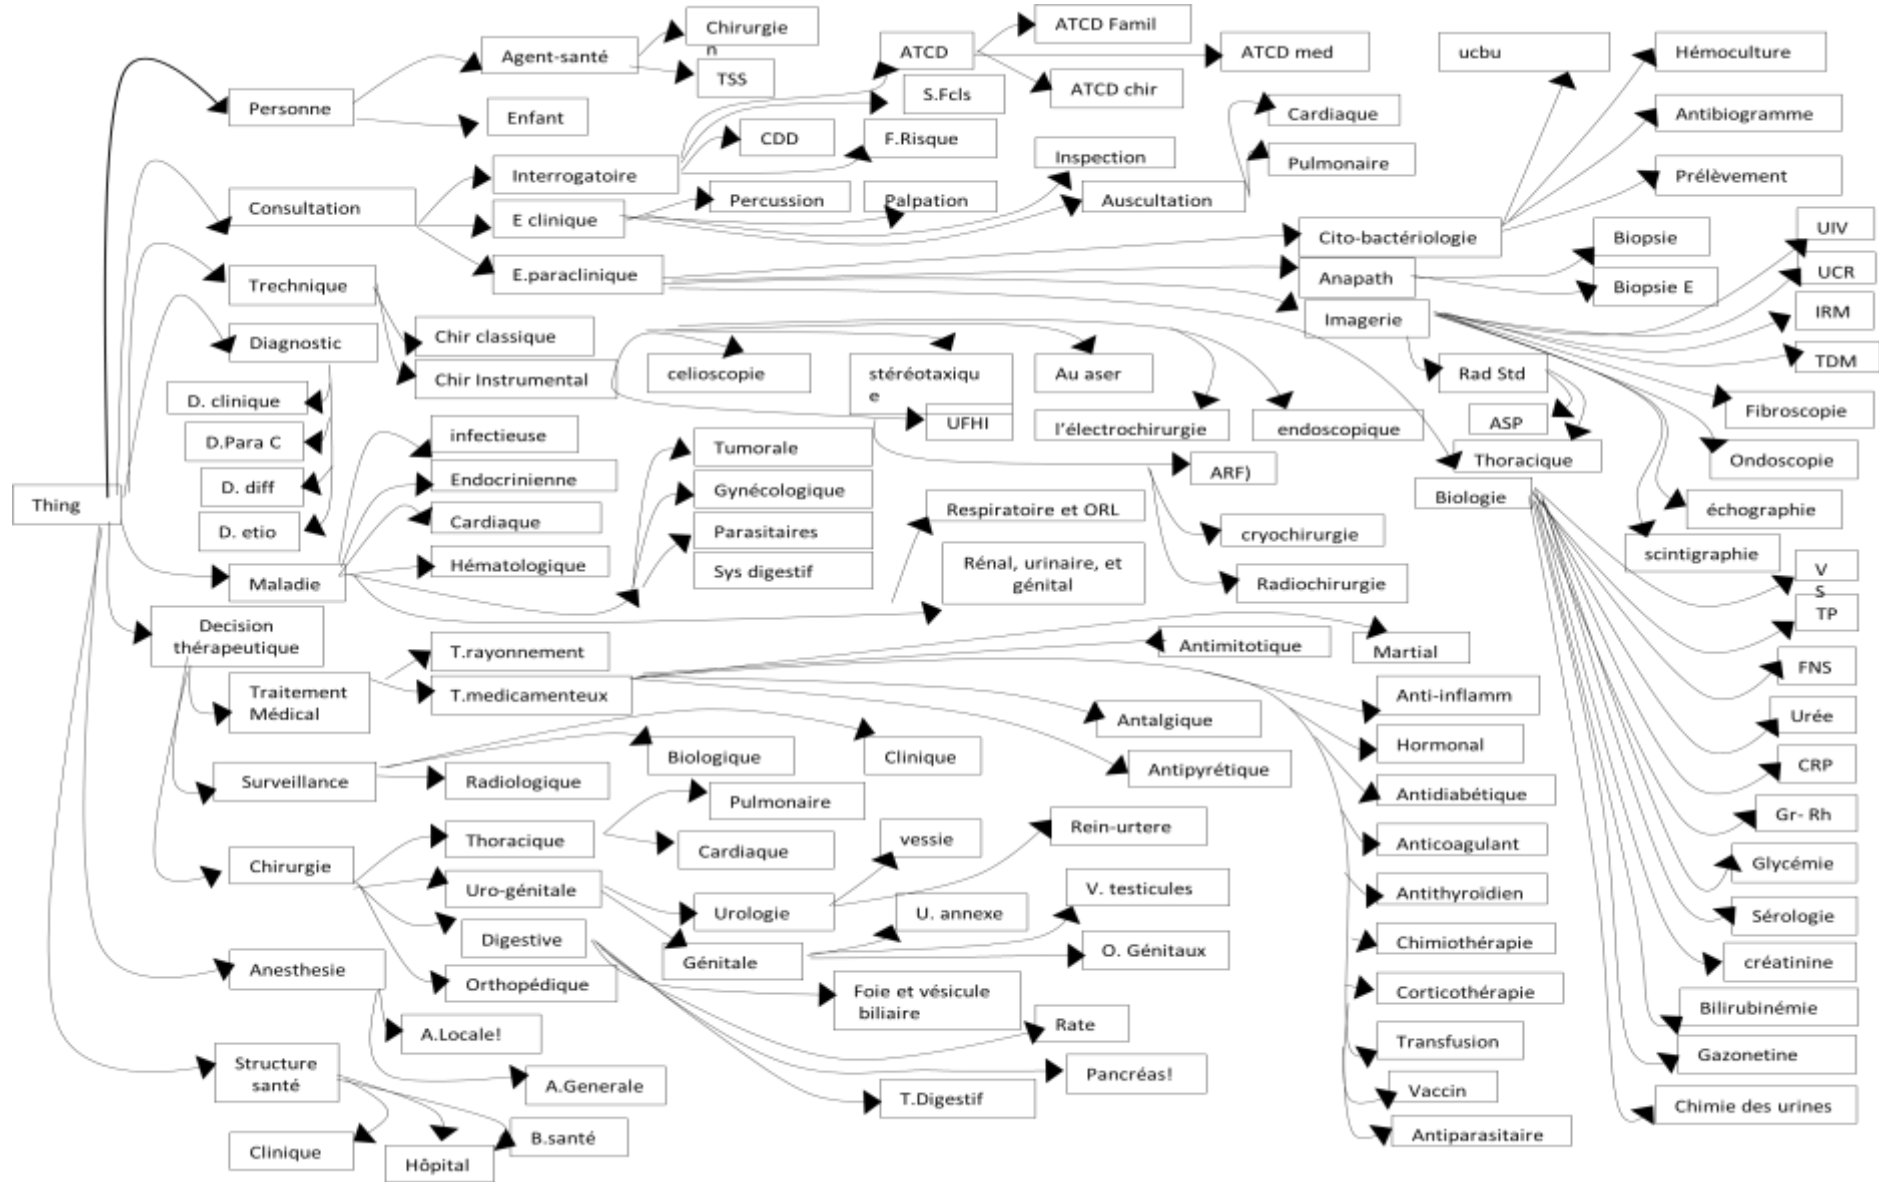 Thing
Personne
Agent-santé
Chirurgie
n
TSS
Enfant
Consultation
Interrogatoire
ATCD
ATCD Famil
ATCD med
ATCD chir
S.Fcls
CDD
F.Risque
E clinique
Percussion
Palpation
Inspection
Auscultation
Cardiaque
Pulmonaire
E.paraclinique
Cito-bactériologie
ucbu
Hémoculture
Antibiogramme
Prélèvement
Anapath
Biopsie
Biopsie E
Imagerie
UIV
UCR
IRM
TDM
Fibroscopie
Ondoscopie
échographie
scintigraphie
Rad Std
ASP
Thoracique
Biologie
V
S
TP
FNS
Urée
CRP
Gr- Rh
Glycémie
Sérologie
créatinine
Bilirubinémie
Gazonetine
Chimie des urines
Trechnique
Chir classique
Chir Instrumental
celioscopie
stéréotaxiqu
e
UFHI
Au aser
l'électrochirurgie
endoscopique
ARF)
cryochirurgie
Radiochirurgie
Diagnostic
D. clinique
D.Para C
D. diff
D. etio
Maladie
infectieuse
Endocrinienne
Cardiaque
Hématologique
Tumorale
Gynécologique
Parasitaires
Sys digestif
Respiratoire et ORL
Rénal, urinaire, et
génital
Decision
thérapeutique
Traitement
Médical
T.rayonnement
T.medicamenteux
Antimitotique
Martial
Antalgique
Antipyrétique
Anti-inflamm
Hormonal
Antidiabétique
Anticoagulant
Antithyroïdien
Chimiothérapie
Corticothérapie
Transfusion
Vaccin
Antiparasitaire
Surveillance
Biologique
Clinique
Radiologique
Chirurgie
Thoracique
Pulmonaire
Cardiaque
Uro-génitale
Urologie
vessie
Rein-urtere
Génitale
U. annexe
V. testicules
O. Génitaux
Digestive
Foie et vésicule
biliaire
Rate
Pancréas!
T.Digestif
Orthopédique
Anesthesie
A.Locale!
A.Generale
Structure
santé
Clinique
Hôpital
B.santé